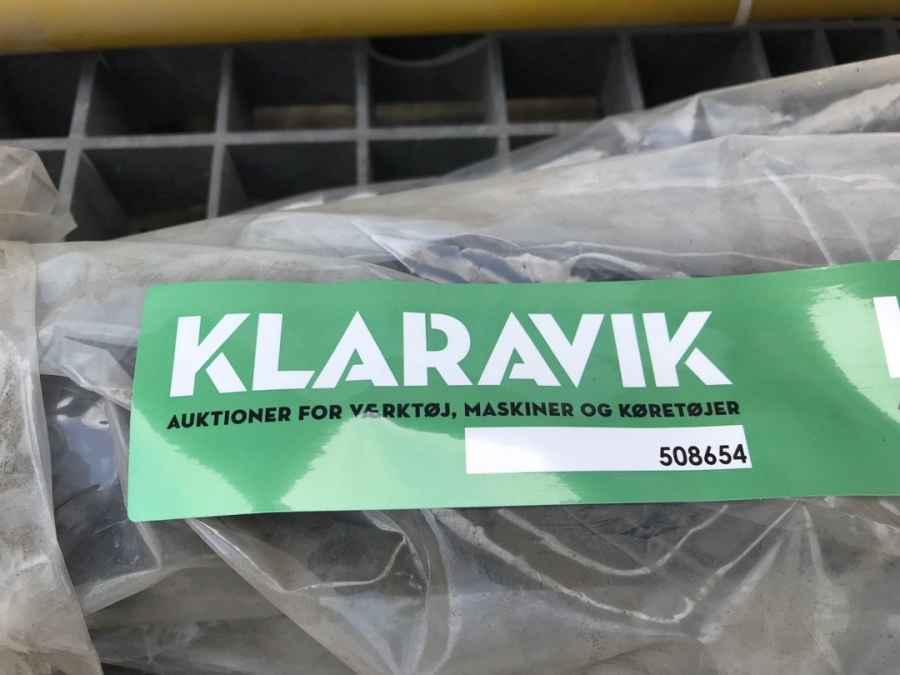 KLARAVIK
AUKTIONER FOR VÆRKTØJ, MASKINER OG KØRETØJER
508654